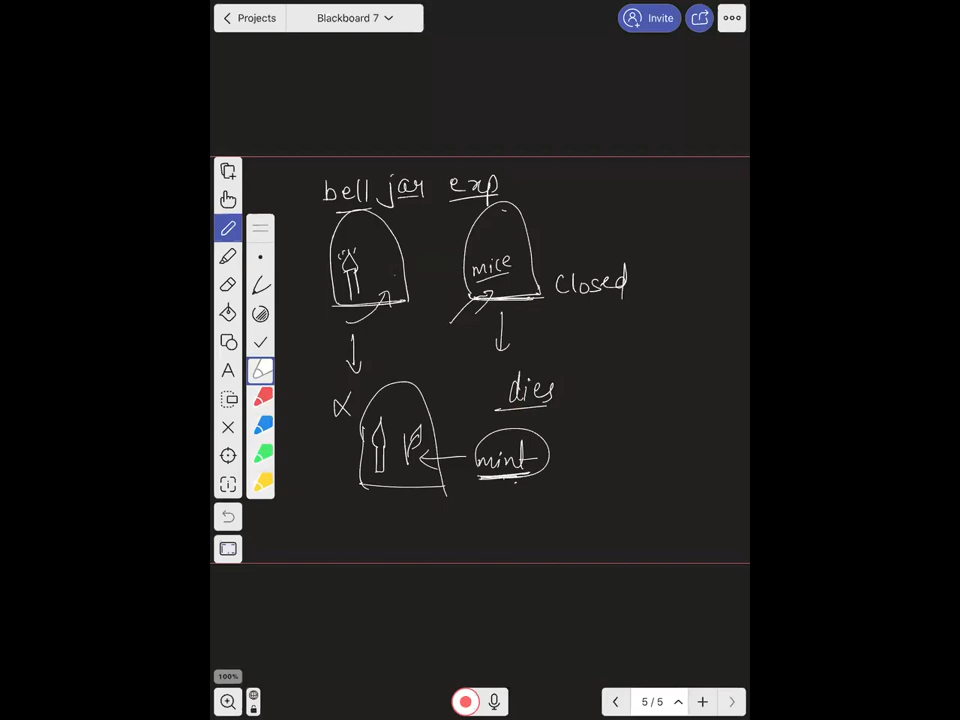 Projects
Blackboard 7
Invite
bell jar exp
mice
closed
dies
mint
A
100%
5/5